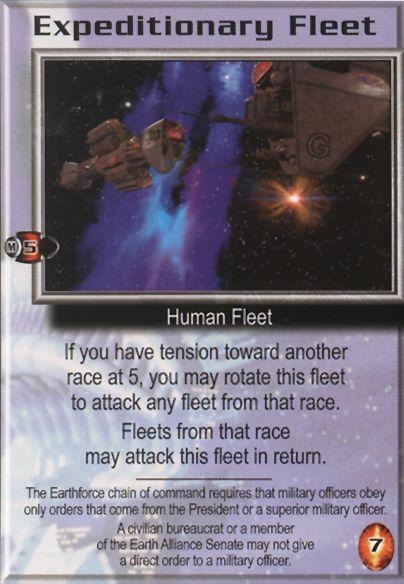 Expeditionary Fleet
G
M 5
Human Fleet
If you have tension toward another
race at 5, you may rotate this fleet
to attack any fleet from that race.
Fleets from that race
may attack this fleet in return.
The Earthforce chain of command requires that military officers obey
only orders that come from the President or a superior military officer.
A civilian bureaucrat or a member
of the Earth Alliance Senate may not give
a direct order to a military officer.
7